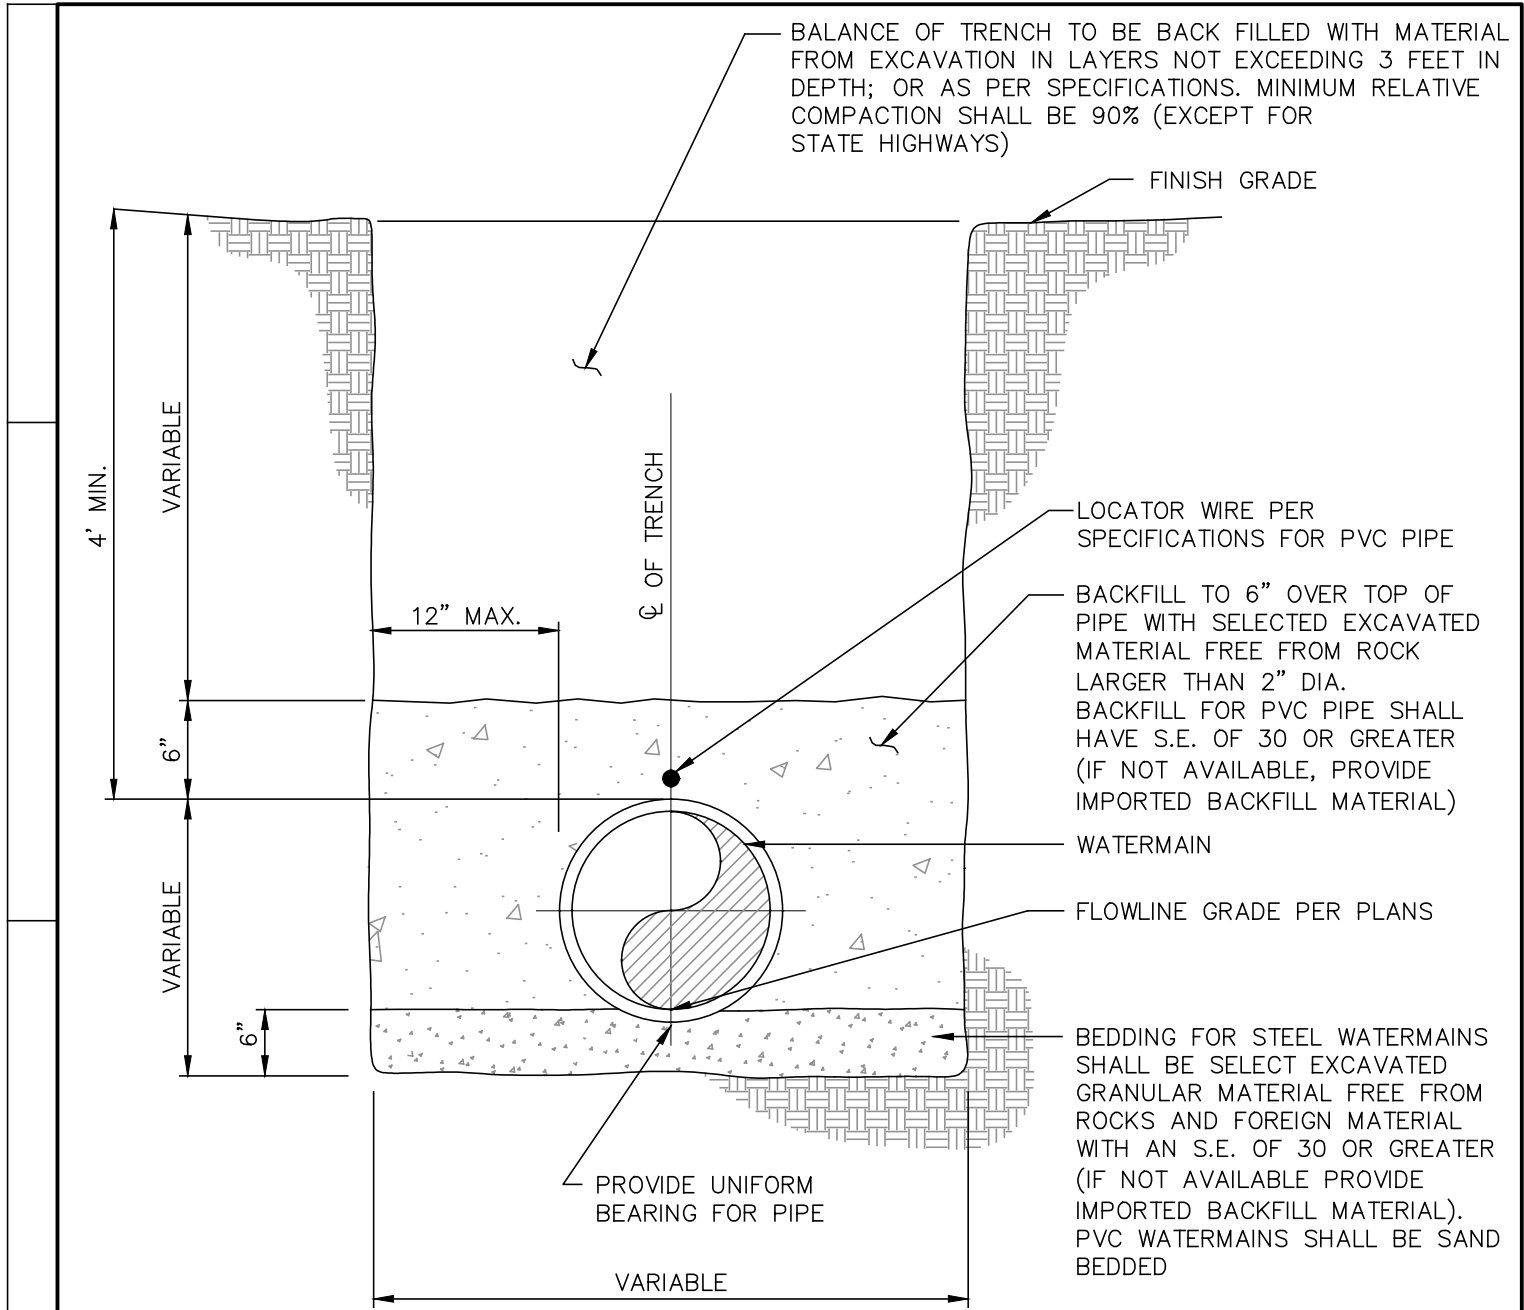 BALANCE OF TRENCH TO BE BACK FILLED WITH MATERIAL
FROM EXCAVATION IN LAYERS NOT EXCEEDING 3 FEET IN
DEPTH; OR AS PER SPECIFICATIONS. MINIMUM RELATIVE
COMPACTION SHALL BE 90% (EXCEPT FOR
STATE HIGHWAYS)
FINISH GRADE
4' MIN.
VARIABLE
℄ OF TRENCH
12” MAX.
6”
VARIABLE
6”
LOCATOR WIRE PER
SPECIFICATIONS FOR PVC PIPE
BACKFILL TO 6” OVER TOP OF
PIPE WITH SELECTED EXCAVATED
MATERIAL FREE FROM ROCK
LARGER THAN 2” DIA.
BACKFILL FOR PVC PIPE SHALL
HAVE S.E. OF 30 OR GREATER
(IF NOT AVAILABLE, PROVIDE
IMPORTED BACKFILL MATERIAL)
WATERMAIN
FLOWLINE GRADE PER PLANS
BEDDING FOR STEEL WATERMAINS
SHALL BE SELECT EXCAVATED
GRANULAR MATERIAL FREE FROM
ROCKS AND FOREIGN MATERIAL
WITH AN S.E. OF 30 OR GREATER
(IF NOT AVAILABLE PROVIDE
IMPORTED BACKFILL MATERIAL).
PVC WATERMAINS SHALL BE SAND
BEDDED
PROVIDE UNIFORM
BEARING FOR PIPE
VARIABLE